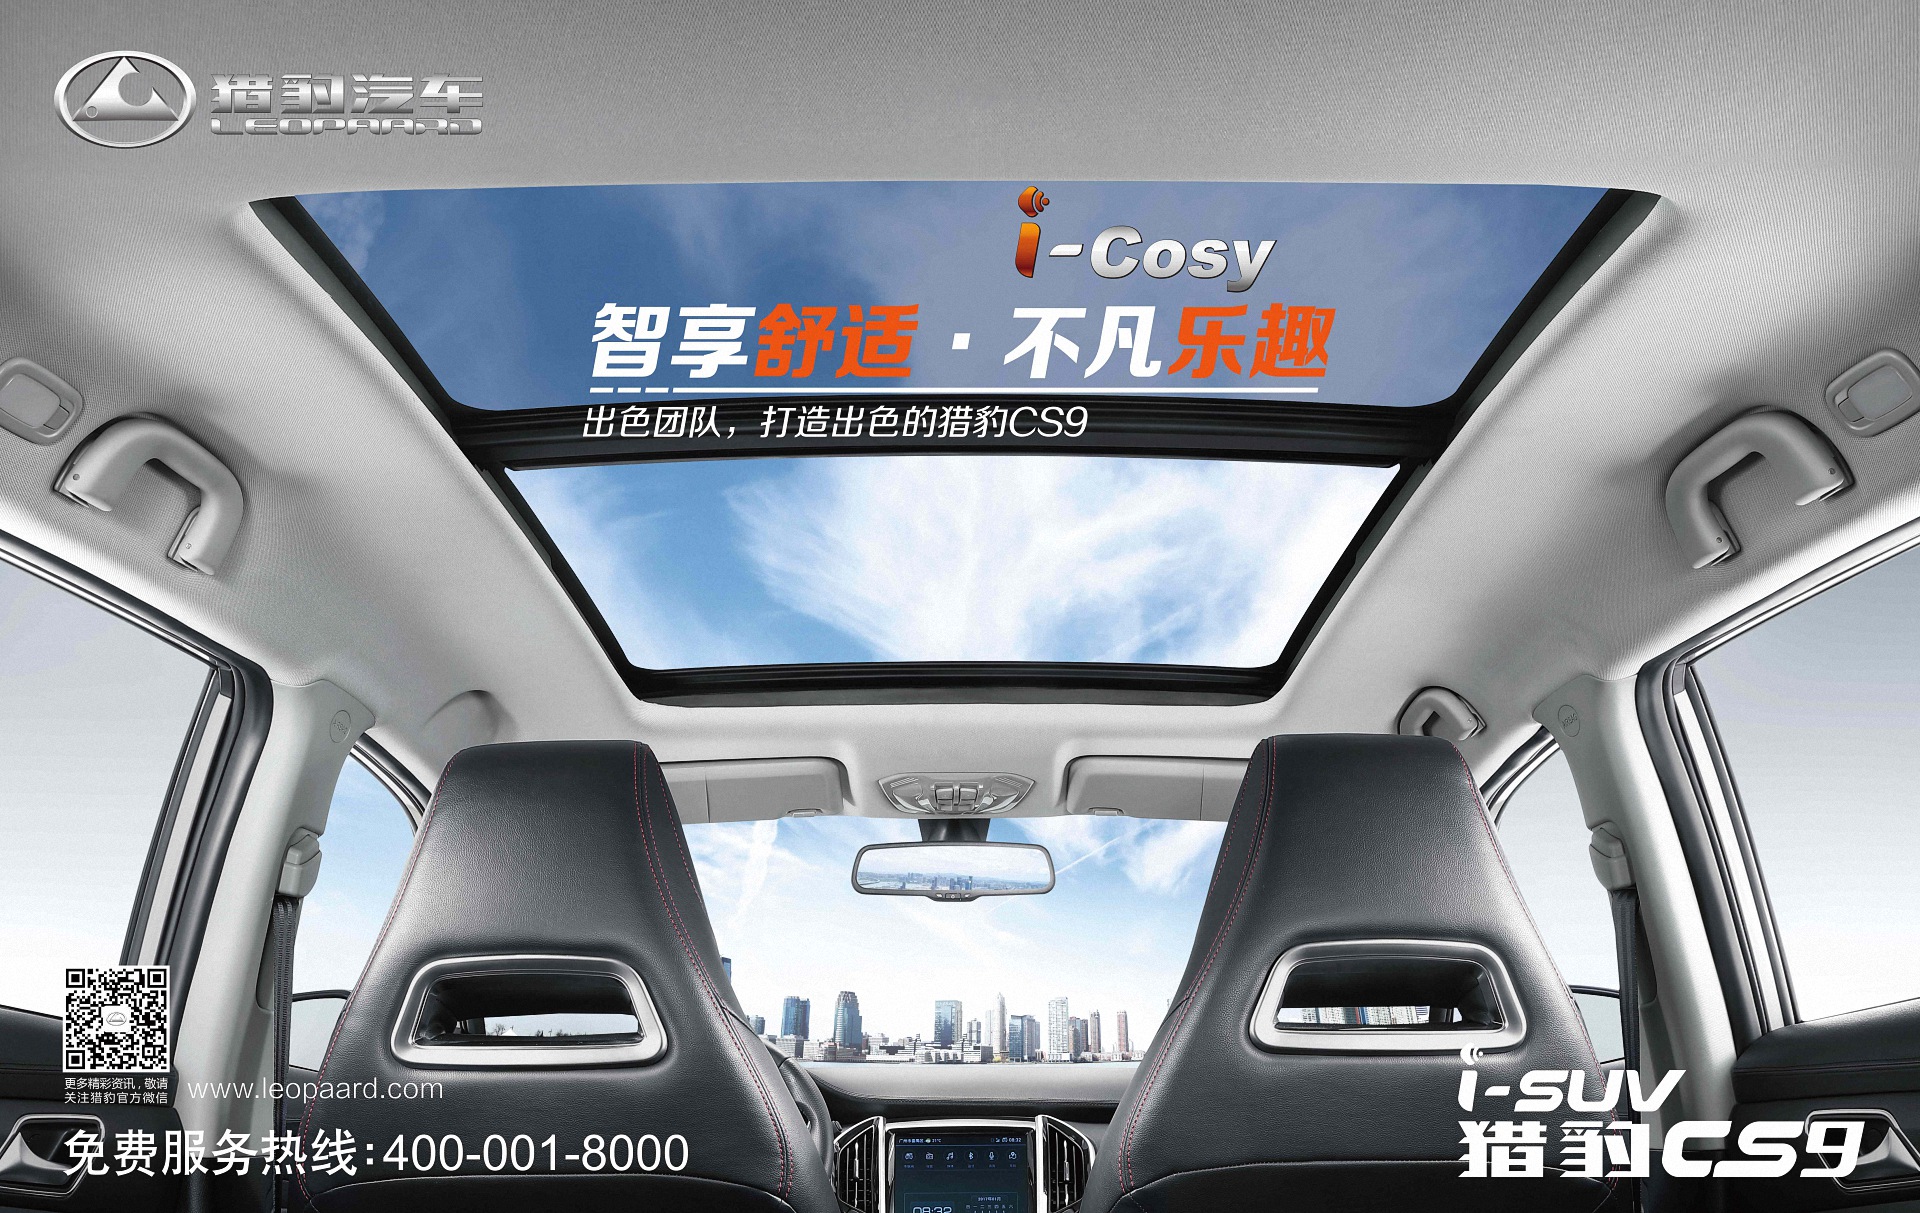 猎豹汽车
LEOPAARD
i-Cosy
智享舒适·不凡乐趣
出色团队，打造出色的猎豹CS9
更多精彩资讯，敬请
关注猎豹官方微信
www.leopaard.com
免费服务热线:400-001-8000
i-SUV
猎豹CS9
08:32